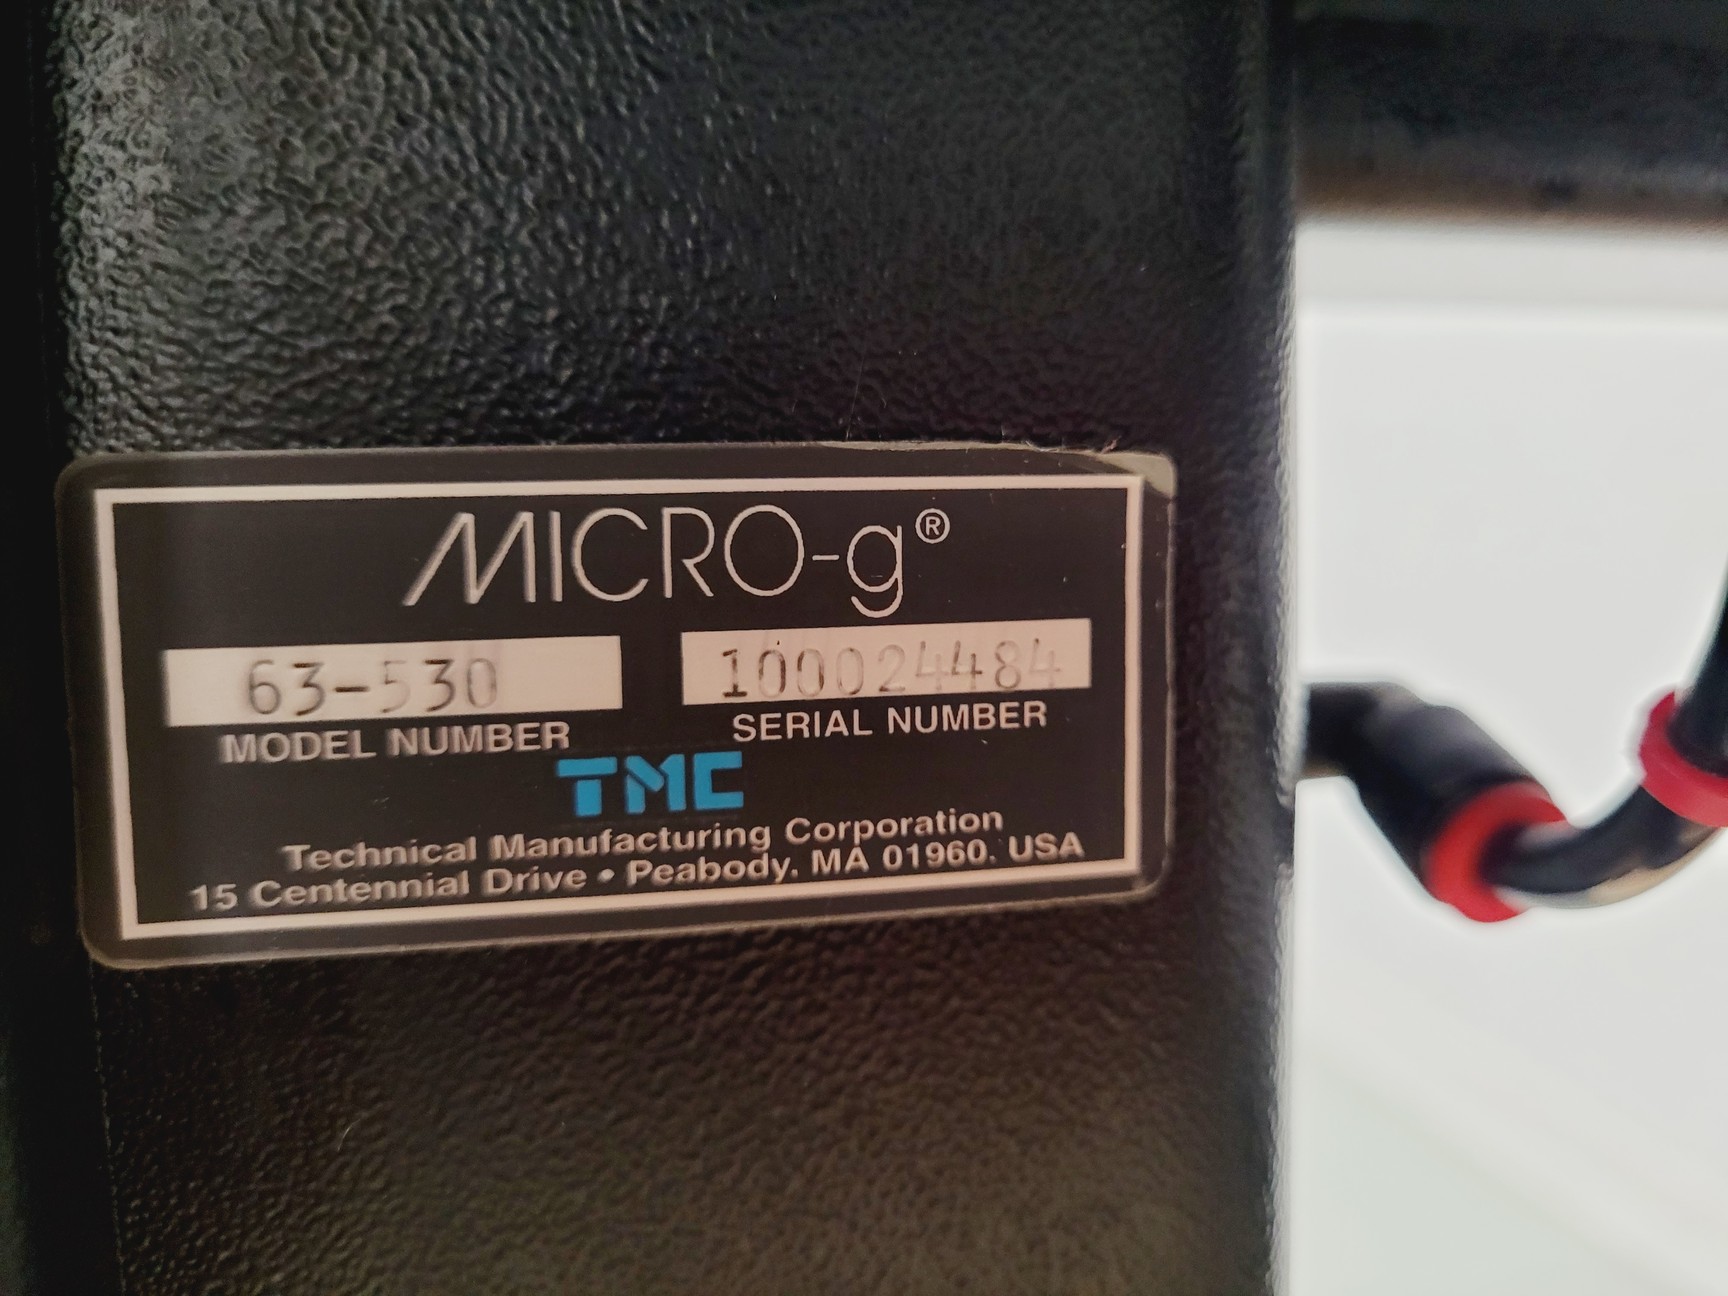 MICRO-g®
63-530 100024484
MODEL NUMBER SERIAL NUMBER
TMC
Technical Manufacturing Corporation
15 Centennial Drive • Peabody, MA 01960, USA